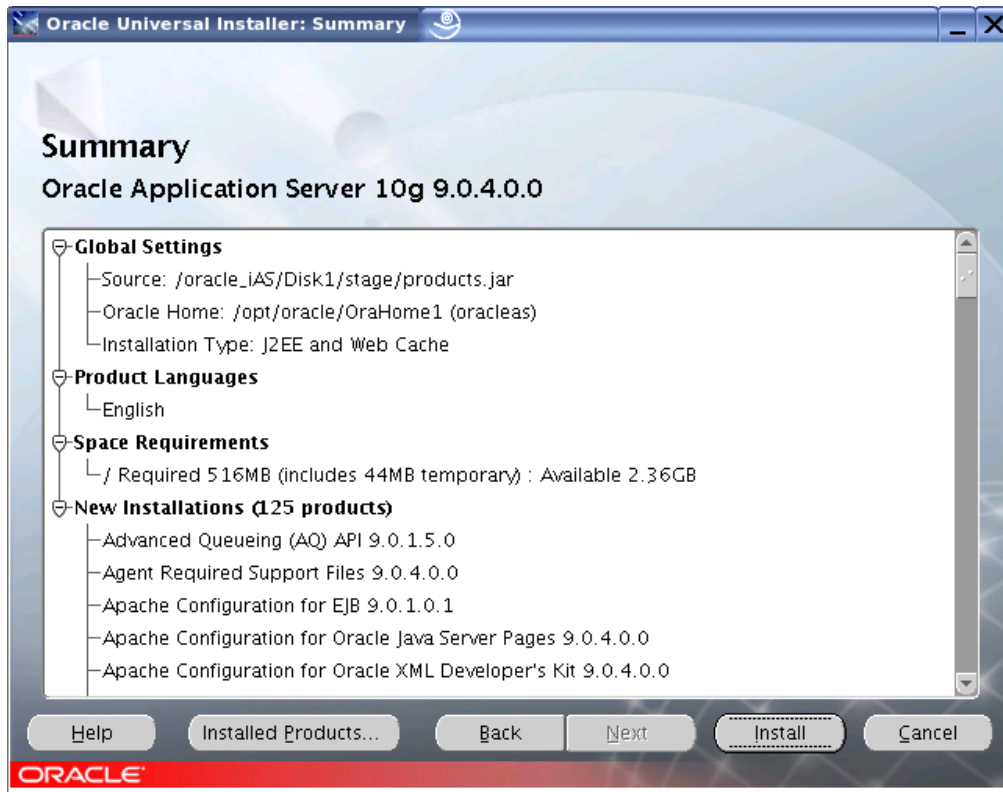 Oracle Universal Installer: Summary
Summary
Oracle Application Server 10g 9.0.4.0.0
Global Settings
Source: /oracle_iAS/Disk1/stage/products.jar
Oracle Home: /opt/oracle/OraHome1 (oracleas)
Installation Type: J2EE and Web Cache
Product Languages
English
Space Requirements
/ Required 516MB (includes 44MB temporary) : Available 2.36GB
New Installations (125 products)
Advanced Queueing (AQ) API 9.0.1.5.0
Agent Required Support Files 9.0.4.0.0
Apache Configuration for EJB 9.0.1.0.1
Apache Configuration for Oracle Java Server Pages 9.0.4.0.0
Apache Configuration for Oracle XML Developer's Kit 9.0.4.0.0
Help Installed Products... Back Next Install Cancel
ORACLE